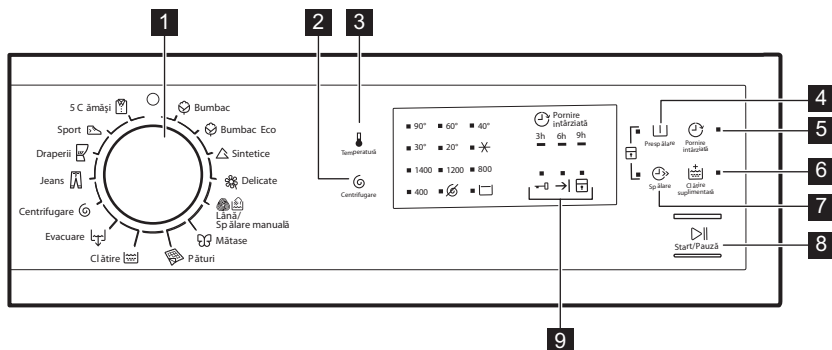 1
2
3
4
5
6
7
8
9
5 Cămăși
Sport
Draperii
Jeans
Centrifugare
Evacuare
Clătire
Bumbac
Bumbac Eco
Sintetice
Delicate
Lână/
Spălare manuală
Mătase
Pături
Temperatură
Centrifugare
90° 60° 40°
30° 20°
1400 1200 800
400
Pornire
întârziată
3h 6h 9h
Prespălare
Pornire
întârziată
Spălare
Clătire
suplimentară
Start/Pauză